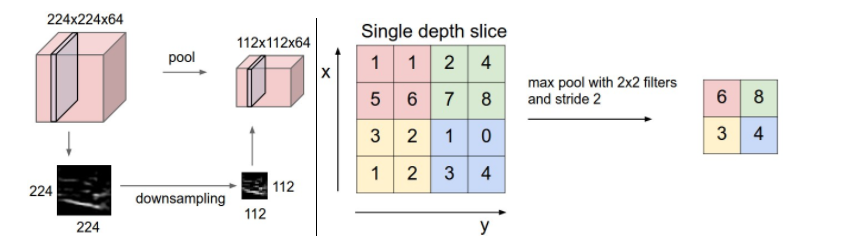 224x224x64
pool
112x112x64
224
downsampling
112
112
224
Single depth slice
x
1 1 2 4
5 6 7 8
3 2 1 0
1 2 3 4
y
max pool with 2x2 filters
and stride 2
6 8
3 4